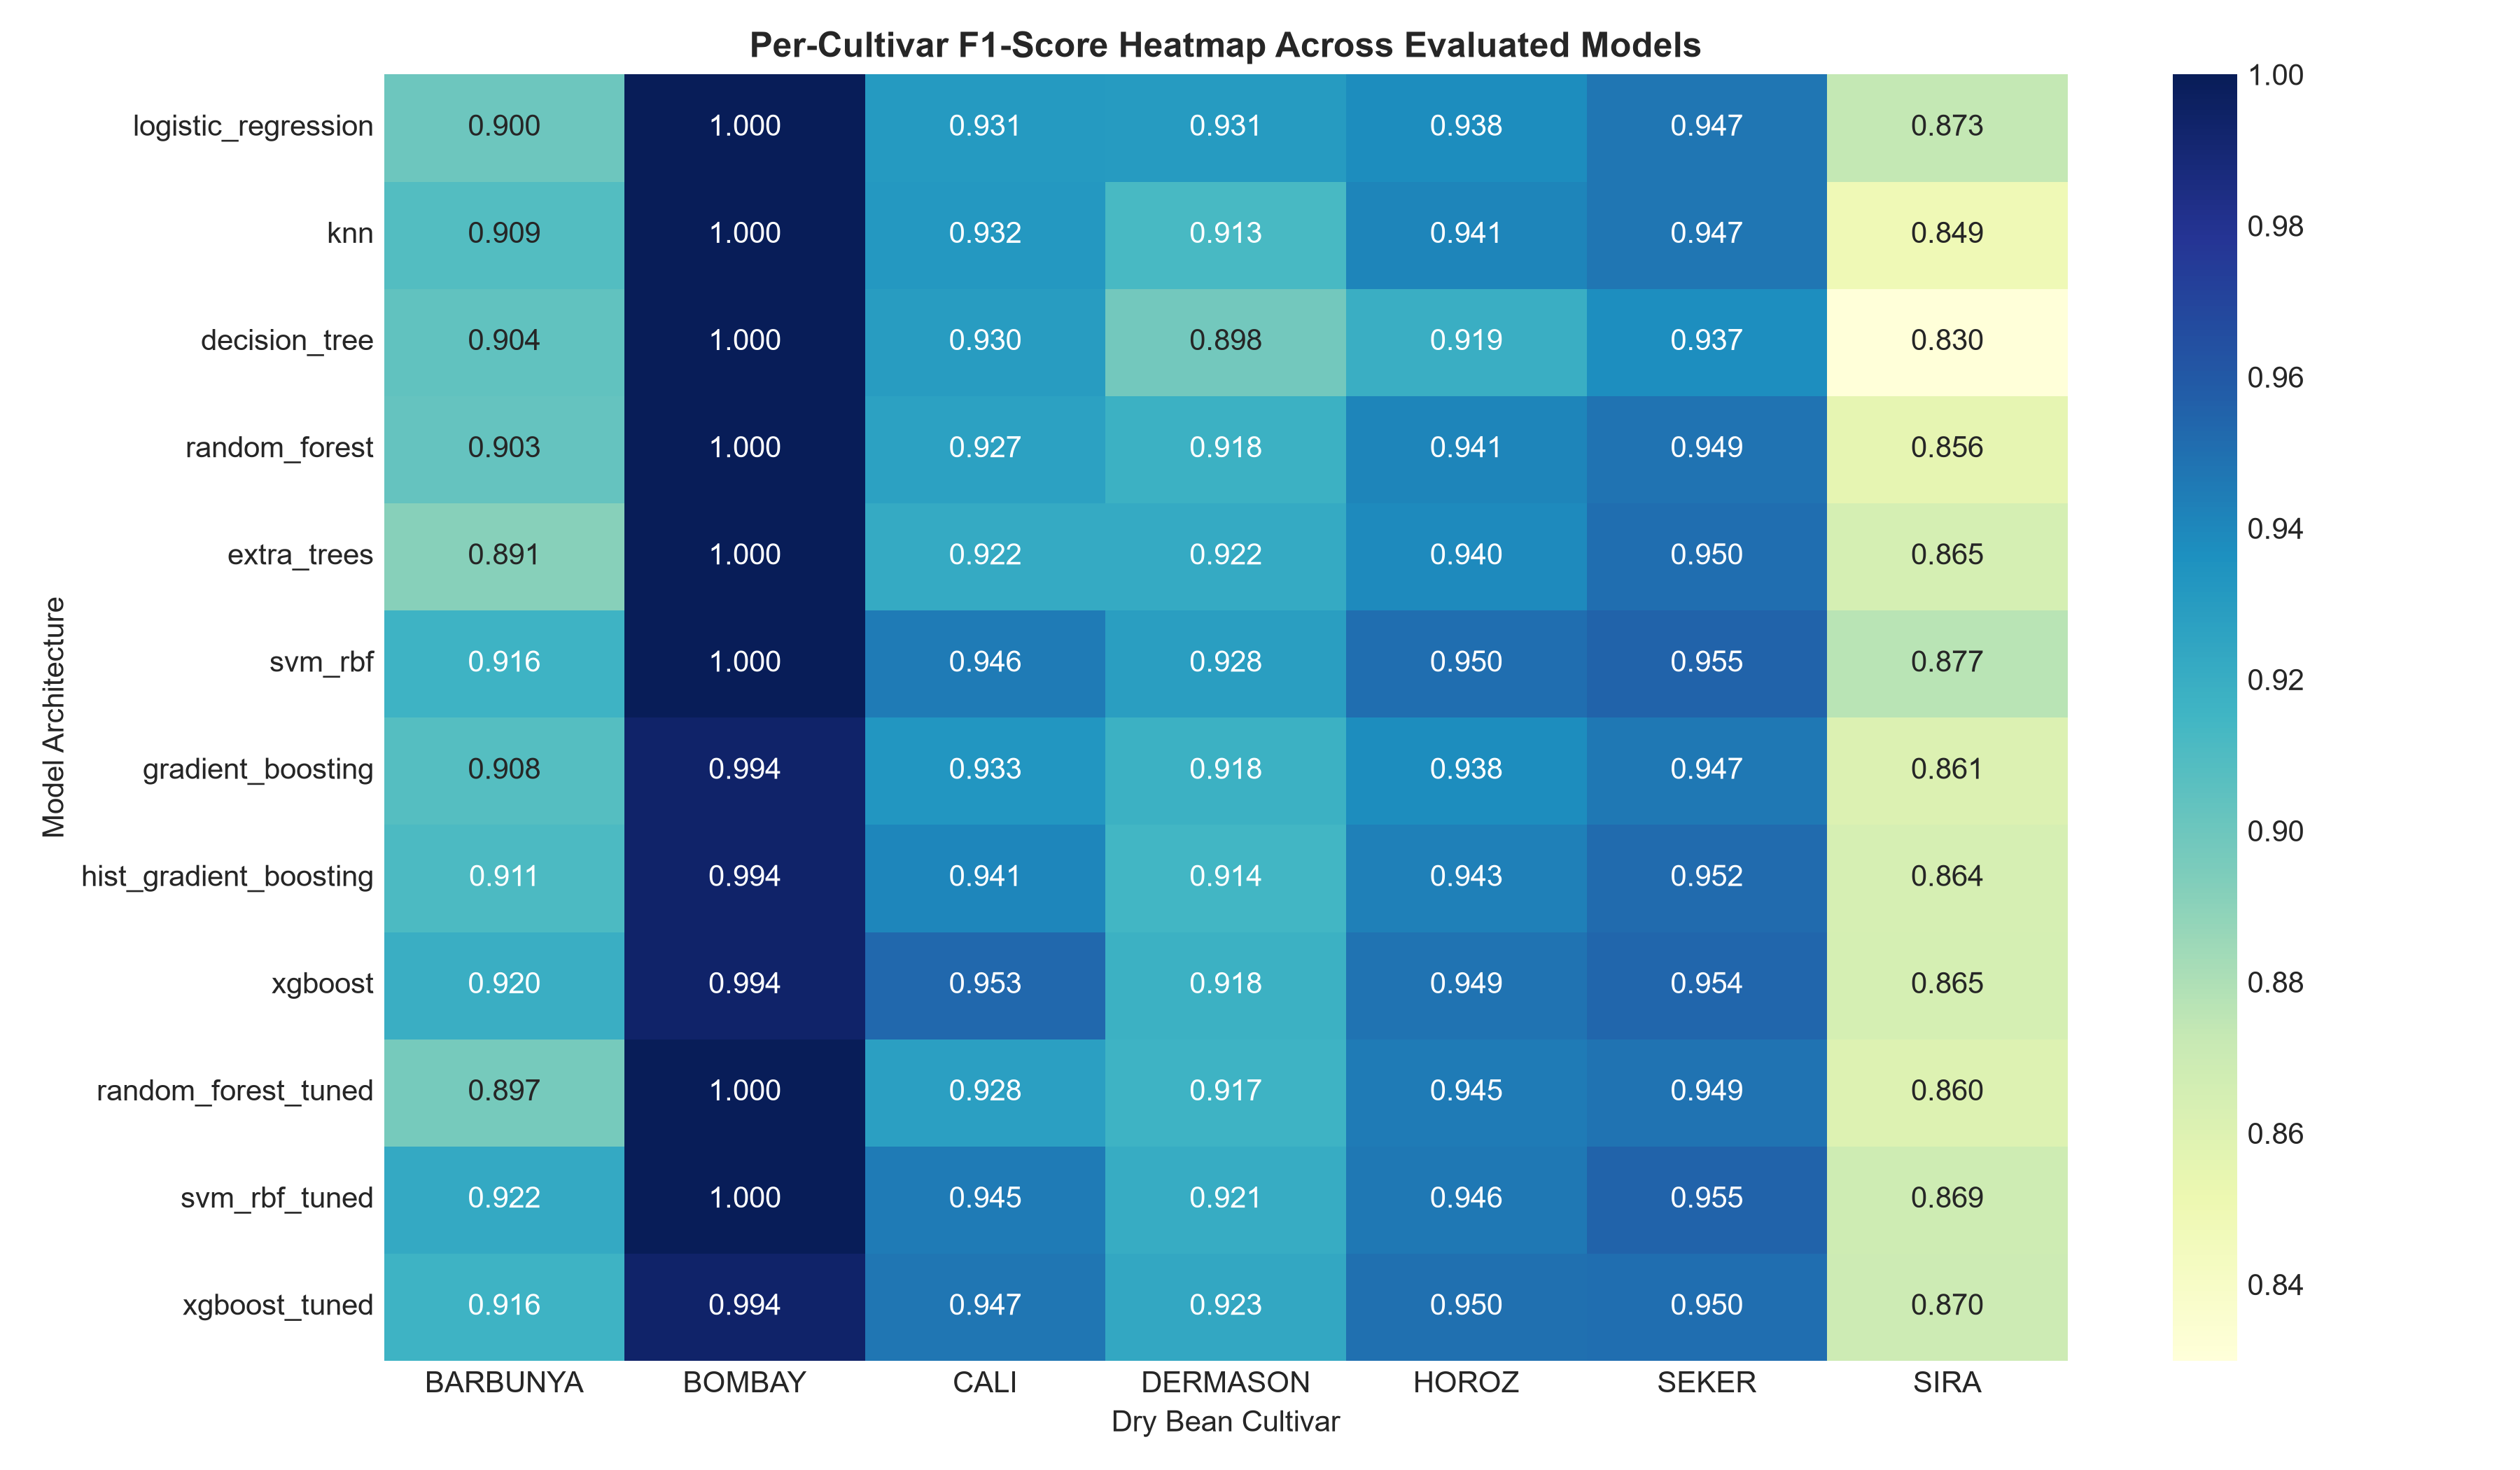 Per-Cultivar F1-Score Heatmap Across Evaluated Models
Model Architecture
logistic_regression 0.900 1.000 0.931 0.931 0.938 0.947 0.873
knn 0.909 1.000 0.932 0.913 0.941 0.947 0.849
decision_tree 0.904 1.000 0.930 0.898 0.919 0.937 0.830
random_forest 0.903 1.000 0.927 0.918 0.941 0.949 0.856
extra_trees 0.891 1.000 0.922 0.922 0.940 0.950 0.865
svm_rbf 0.916 1.000 0.946 0.928 0.950 0.955 0.877
gradient_boosting 0.908 0.994 0.933 0.918 0.938 0.947 0.861
hist_gradient_boosting 0.911 0.994 0.941 0.914 0.943 0.952 0.864
xgboost 0.920 0.994 0.953 0.918 0.949 0.954 0.865
random_forest_tuned 0.897 1.000 0.928 0.917 0.945 0.949 0.860
svm_rbf_tuned 0.922 1.000 0.945 0.921 0.946 0.955 0.869
xgboost_tuned 0.916 0.994 0.947 0.923 0.950 0.950 0.870
BARBUNYA BOMBAY CALI DERMASON HOROZ SEKER SIRA
Dry Bean Cultivar
1.00
0.98
0.96
0.94
0.92
0.90
0.88
0.86
0.84